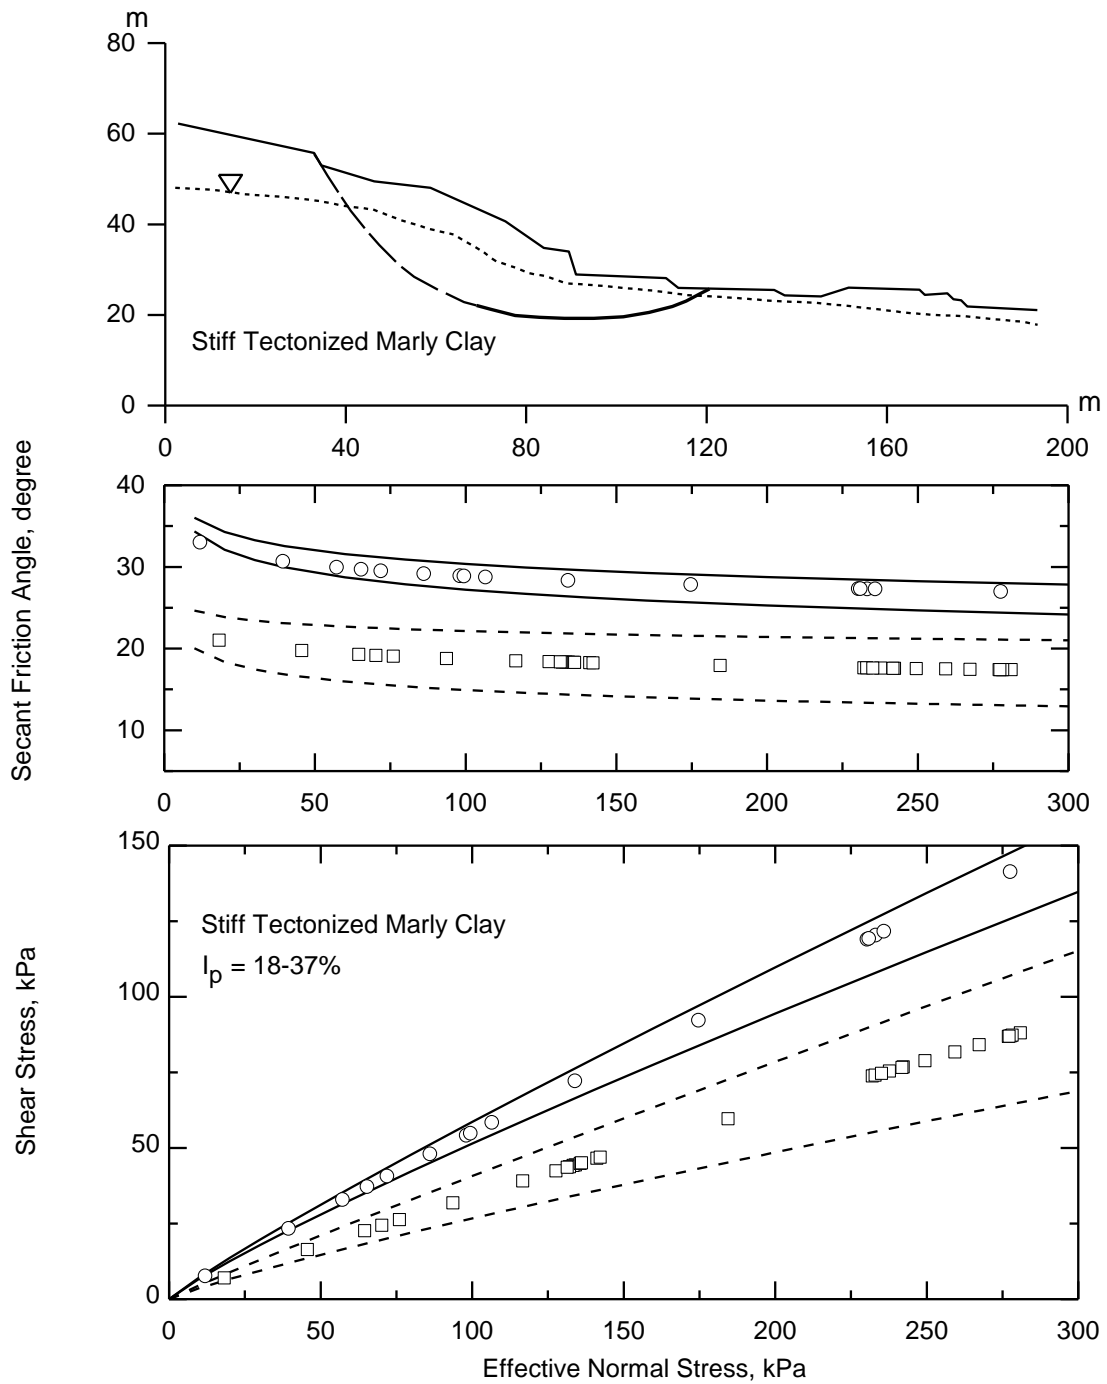 m
80
60
40
20
0
Stiff Tectonized Marly Clay
m
0 40 80 120 160 200
Secant Friction Angle, degree
40
30
20
10
0 50 100 150 200 250 300
Shear Stress, kPa
150
100
50
0
Stiff Tectonized Marly Clay
Ip = 18-37%
0 50 100 150 200 250 300
Effective Normal Stress, kPa